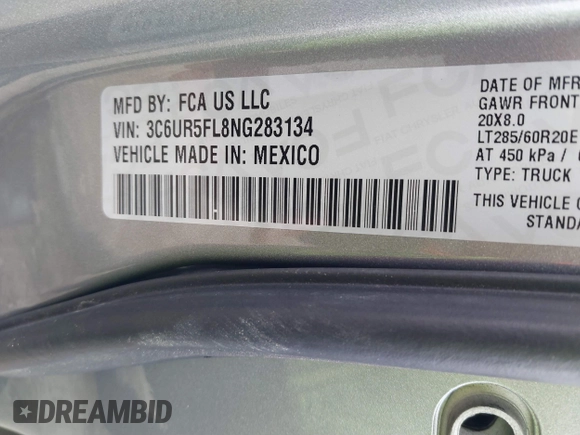 MFD BY: FCA US LLC
VIN: 3C6UR5FL8NG283134
VEHICLE MADE IN: MEXICO
DATE OF MFR
GAWR FRONT
20X8.0
LT285/60R20E
AT 450 kPa /
TYPE: TRUCK
THIS VEHICLE
STANDA
DREAMBID